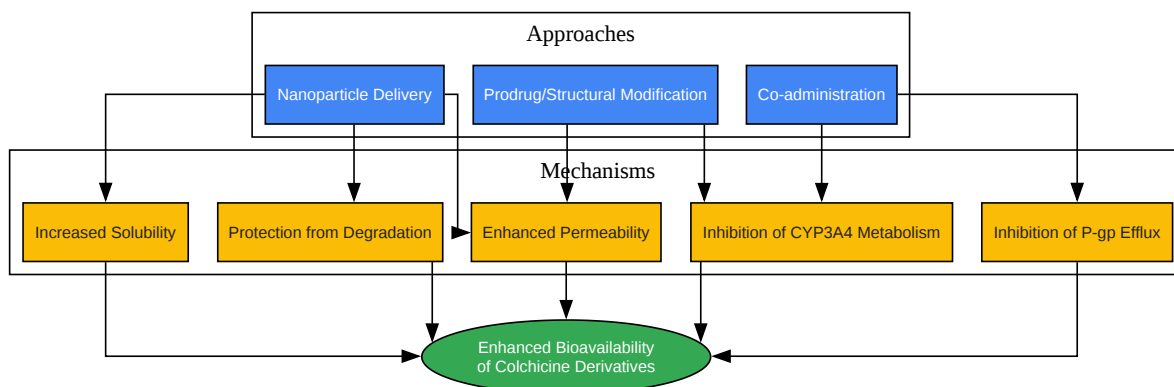 Approaches
Nanoparticle Delivery
Prodrug/Structural Modification
Co-administration
Mechanisms
Increased Solubility
Protection from Degradation
Enhanced Permeability
Inhibition of CYP3A4 Metabolism
Inhibition of P-gp Efflux
Enhanced Bioavailability
of Colchicine Derivatives